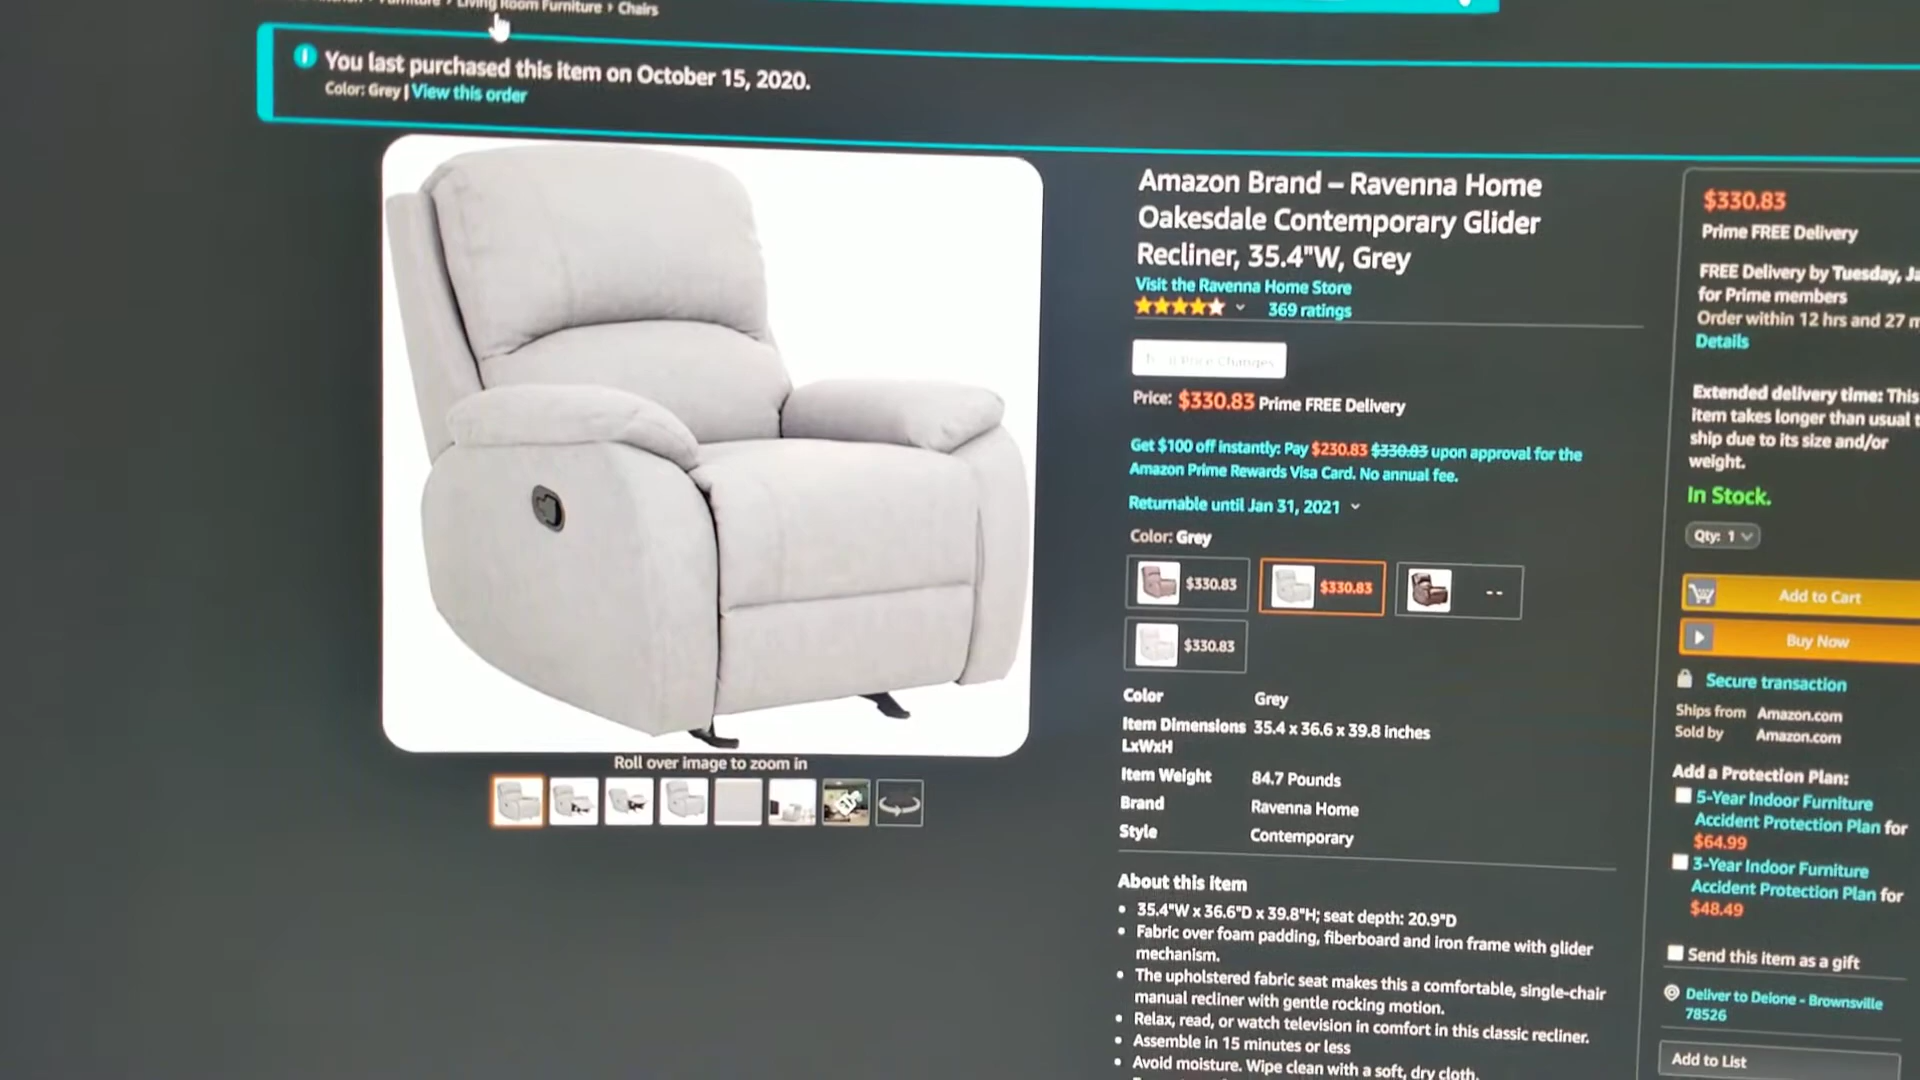 Furniture › Living Room Furniture › Chairs
You last purchased this item on October 15, 2020.
Color: Grey | View this order
Amazon Brand – Ravenna Home
Oakesdale Contemporary Glider
Recliner, 35.4"W, Grey
Visit the Ravenna Home Store
369 ratings
Price Changes
Price: $330.83 Prime FREE Delivery
Get $100 off instantly: Pay $230.83 $330.83 upon approval for the
Amazon Prime Rewards Visa Card. No annual fee.
Returnable until Jan 31, 2021
Color: Grey
$330.83
$330.83
--
$330.83
Color Grey
Item Dimensions 35.4 x 36.6 x 39.8 inches
LxWxH
Item Weight 84.7 Pounds
Brand Ravenna Home
Style Contemporary
About this item
• 35.4"W x 36.6"D x 39.8"H; seat depth: 20.9"D
• Fabric over foam padding, fiberboard and iron frame with glider
mechanism.
• The upholstered fabric seat makes this a comfortable, single-chair
manual recliner with gentle rocking motion.
• Relax, read, or watch television in comfort in this classic recliner.
• Assemble in 15 minutes or less
• Avoid moisture. Wipe clean with a soft, dry cloth.
Roll over image to zoom in
$330.83
Prime FREE Delivery
FREE Delivery by Tuesday, Ja
for Prime members
Order within 12 hrs and 27 m
Details
Extended delivery time: This
item takes longer than usual t
ship due to its size and/or
weight.
In Stock.
Qty: 1
Add to Cart
Buy Now
Secure transaction
Ships from Amazon.com
Sold by Amazon.com
Add a Protection Plan:
5-Year Indoor Furniture
Accident Protection Plan for
$64.99
3-Year Indoor Furniture
Accident Protection Plan for
$48.49
Send this item as a gift
Deliver to Delone - Brownsville
78526
Add to List